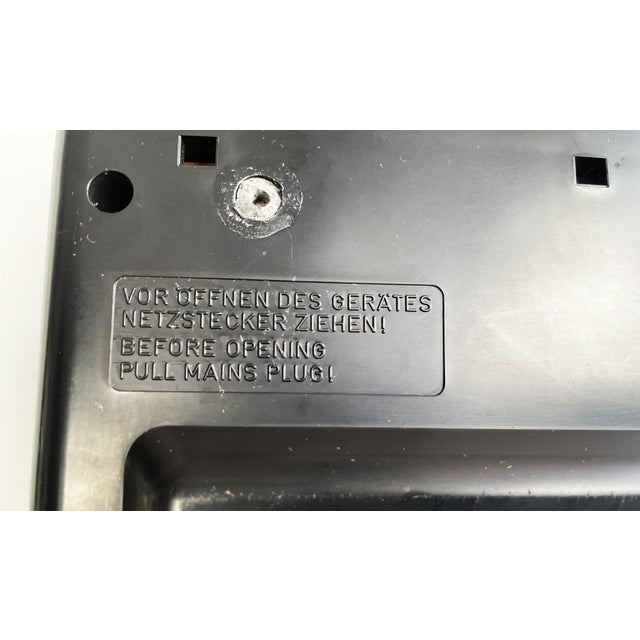 VOR ÖFFNEN DES GERÄTES
NETZSTECKER ZIEHEN!
BEFORE OPENING
PULL MAINS PLUG!